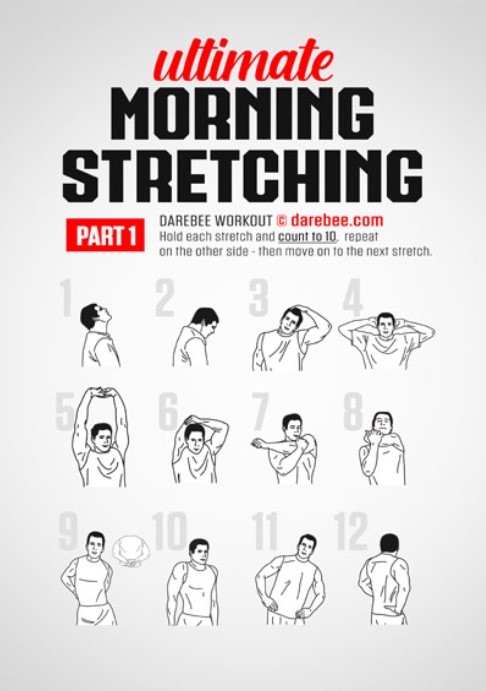 ultimate
MORNING
STRETCHING
PART 1
DAREBEE WORKOUT © darebee.com
Hold each stretch and count to 10, repeat
on the other side - then move on to the next stretch.
1 2 3 4
5 6 7 8
9 10 11 12